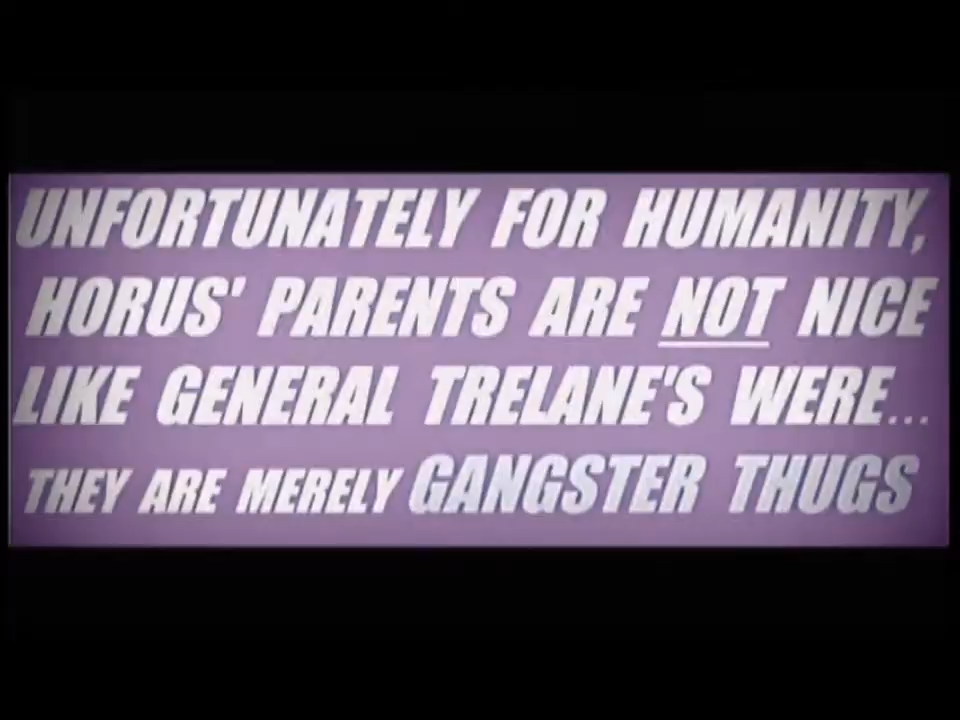 UNFORTUNATELY FOR HUMANITY,
HORUS' PARENTS ARE NOT NICE
LIKE GENERAL TRELANE'S WERE...
THEY ARE MERELY GANGSTER THUGS